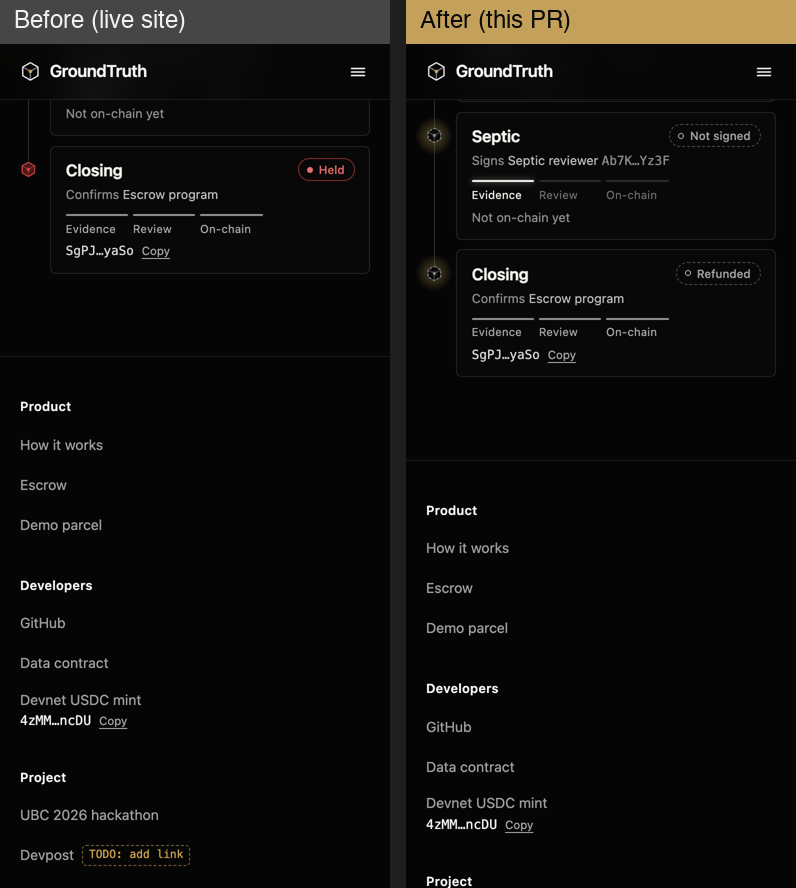 Before (live site)
GroundTruth
Not on-chain yet
Closing
Held
Confirms Escrow program
Evidence Review On-chain
SgPJ…yaSo Copy
Product
How it works
Escrow
Demo parcel
Developers
GitHub
Data contract
Devnet USDC mint
4zMM…ncDU Copy
Project
UBC 2026 hackathon
Devpost TODO: add link
After (this PR)
GroundTruth
Septic
Not signed
Signs Septic reviewer Ab7K…Yz3F
Evidence Review On-chain
Not on-chain yet
Closing
Refunded
Confirms Escrow program
Evidence Review On-chain
SgPJ…yaSo Copy
Product
How it works
Escrow
Demo parcel
Developers
GitHub
Data contract
Devnet USDC mint
4zMM…ncDU Copy
Project